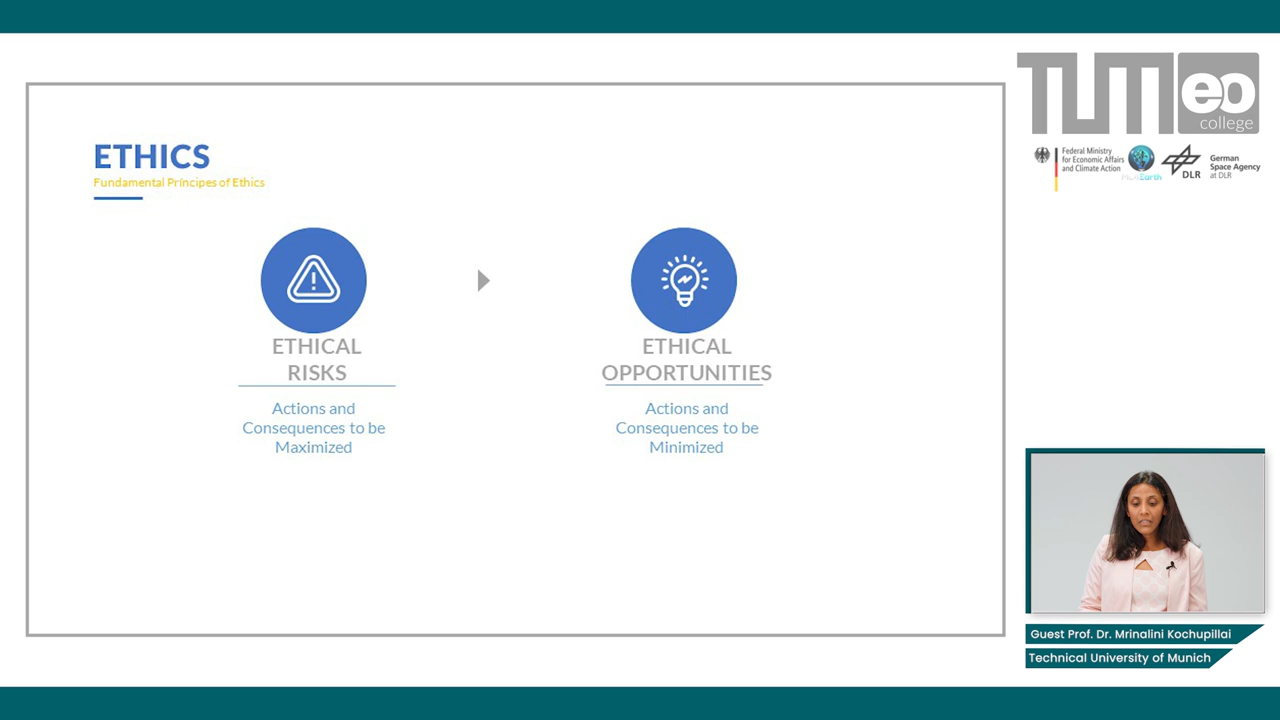 ETHICS
Fundamental Principes of Ethics
ETHICAL
RISKS
Actions and
Consequences to be
Maximized
ETHICAL
OPPORTUNITIES
Actions and
Consequences to be
Minimized
TUM
eo
college
Federal Ministry
for Economic Affairs
and Climate Action
ML4Earth
DLR
German
Space Agency
at DLR
Guest Prof. Dr. Mrinalini Kochupillai
Technical University of Munich